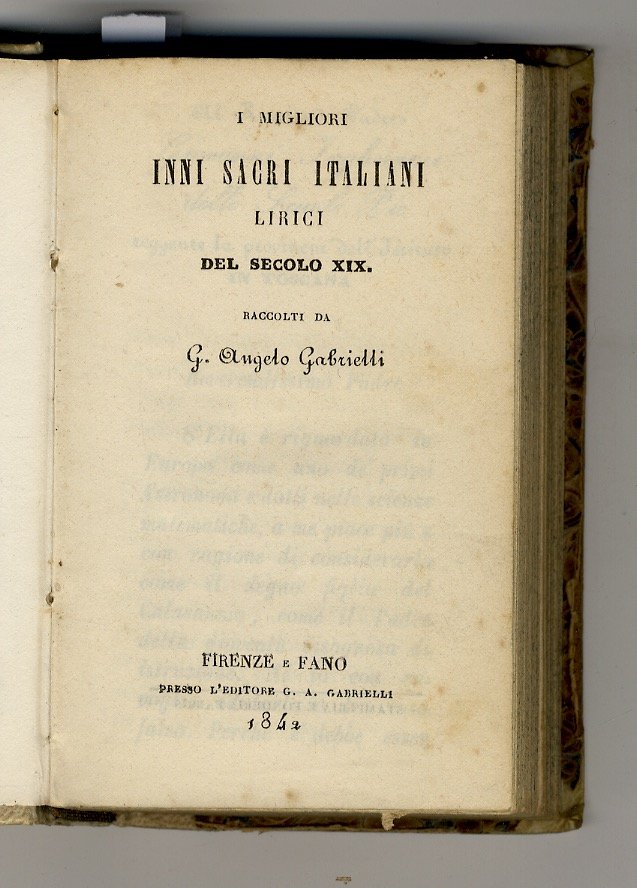 I MIGLIORI
INNI SACRI ITALIANI
LIRICI
DEL SECOLO XIX.
RACCOLTI DA
G. Angelo Gabrielli
FIRENZE E FANO
PRESSO L'EDITORE G. A. GABRIELLI
1842